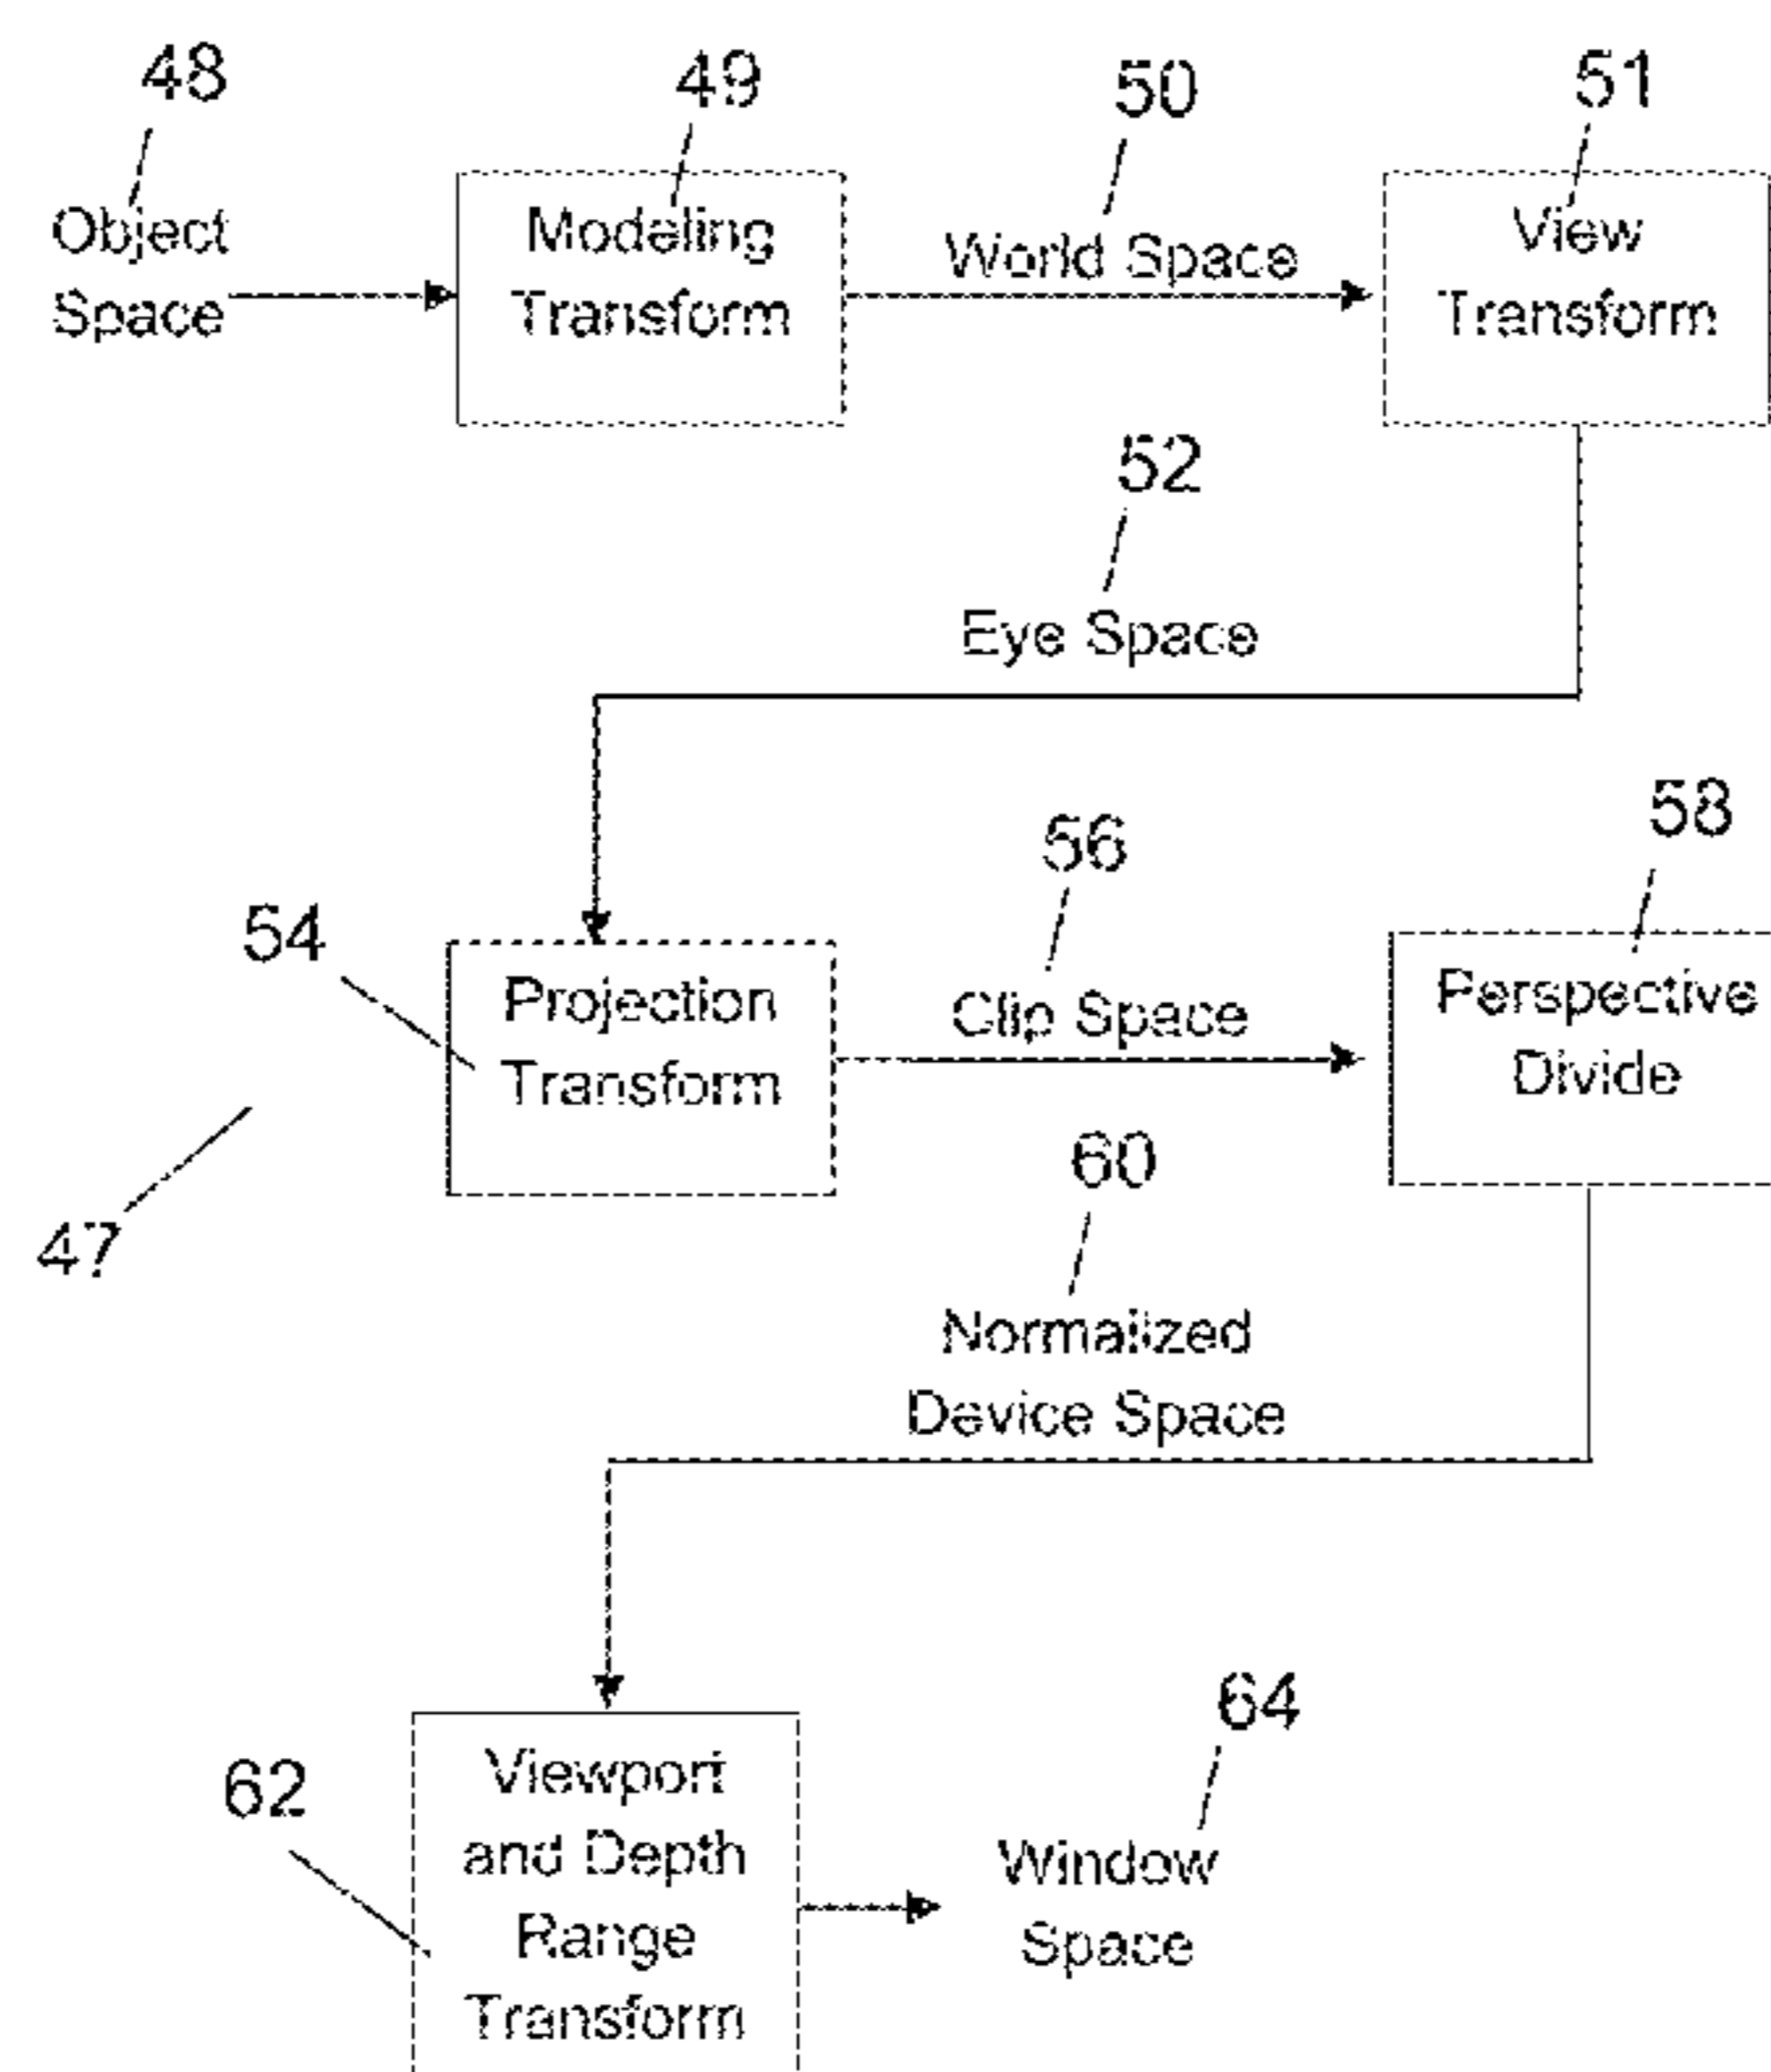 48
49
50
51
Object
Space
Modeling
Transform
World Space
View
Transform
52
Eye Space
54
56
58
Projection
Transform
Clip Space
Perspective
Divide
47
60
Normalized
Device Space
62
64
Viewport
and Depth
Range
Transform
Window
Space